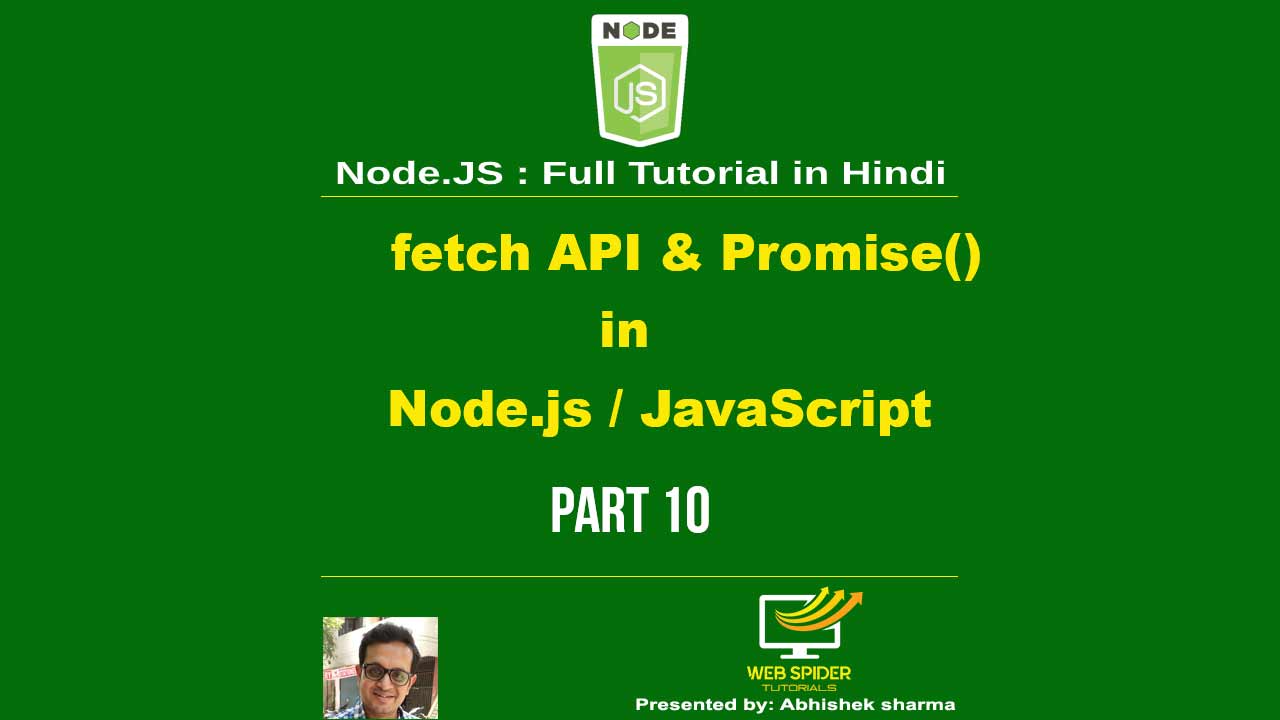 NODE
JS
Node.JS : Full Tutorial in Hindi
fetch API & Promise()
in
Node.js / JavaScript
PART 10
WEB SPIDER
TUTORIALS
Presented by: Abhishek sharma